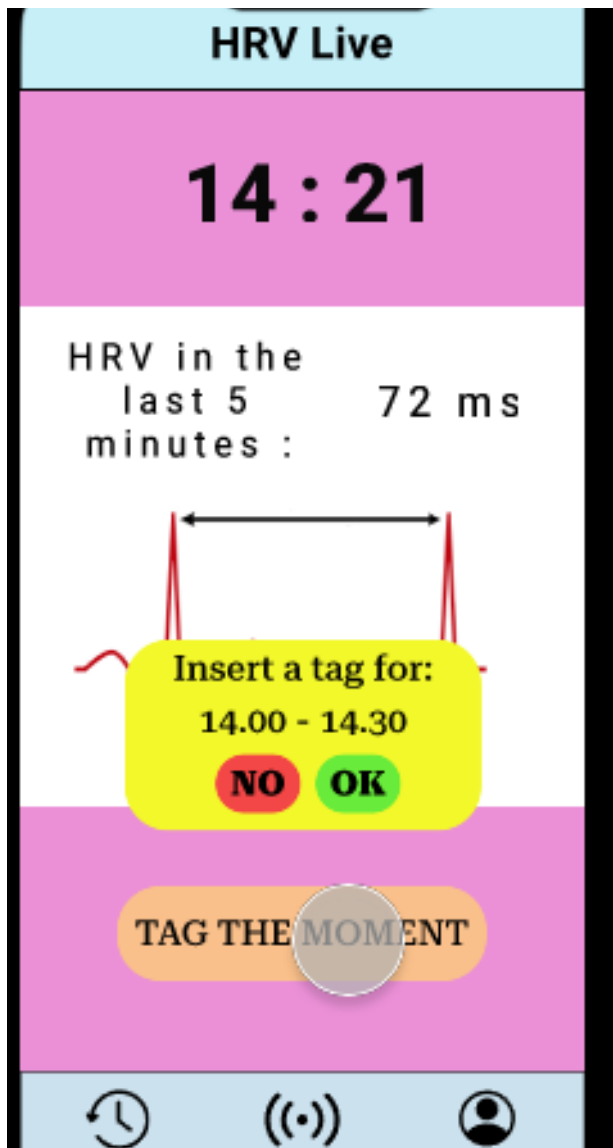 HRV Live
14 : 21
HRV in the
last 5
minutes :
72 ms
Insert a tag for:
14.00 - 14.30
NO OK
TAG THE MOMENT